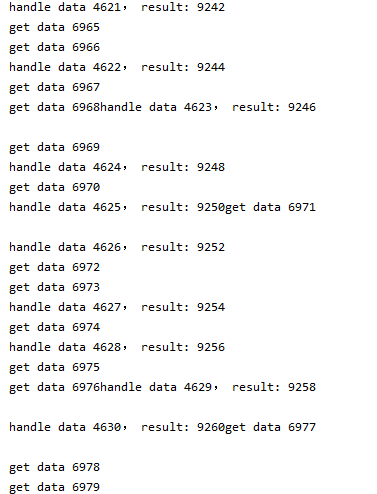 handle data 4621， result: 9242
get data 6965
get data 6966
handle data 4622， result: 9244
get data 6967
get data 6968handle data 4623， result: 9246
get data 6969
handle data 4624， result: 9248
get data 6970
handle data 4625， result: 9250get data 6971
handle data 4626， result: 9252
get data 6972
get data 6973
handle data 4627， result: 9254
get data 6974
handle data 4628， result: 9256
get data 6975
get data 6976handle data 4629， result: 9258
handle data 4630， result: 9260get data 6977
get data 6978
get data 6979